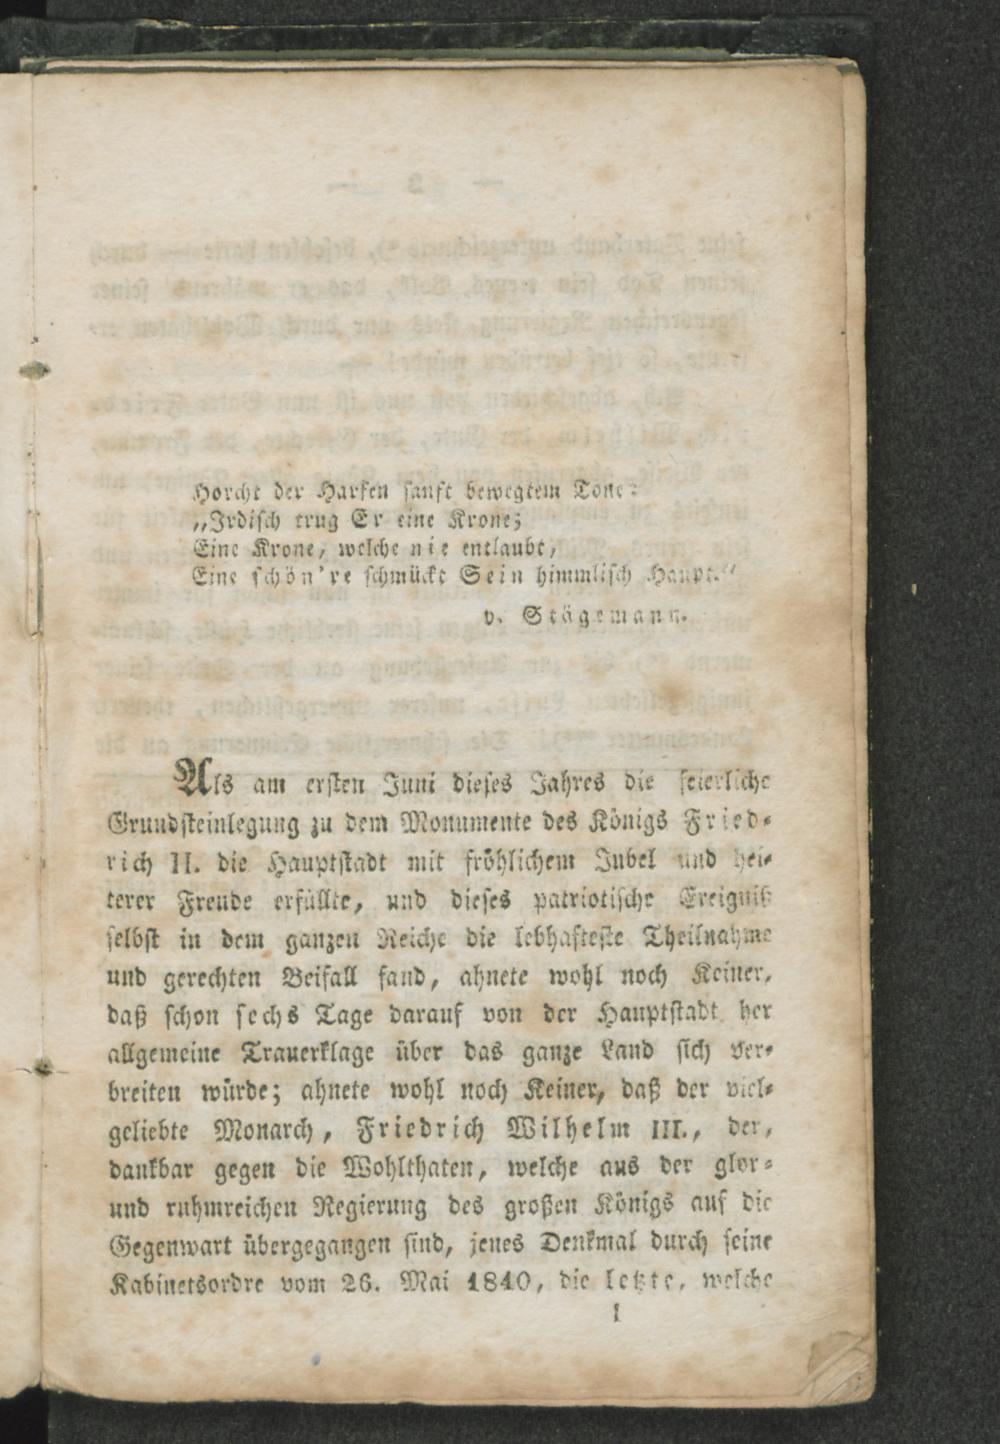 Horcht der Harfen sanft bewegtem Tone:
„Irdisch trug Er eine Krone;
Eine Krone, welche nie entlaubt,
Eine schön're schmückt Sein himmlisch Haupt.“
v. Stägemann.
Als am ersten Juni dieses Jahres die feierliche
Grundsteinlegung zu dem Monumente des Königs Fried-
rich II. die Hauptstadt mit fröhlichem Jubel und hei-
terer Freude erfüllte, und dieses patriotische Ereigniß
selbst in dem ganzen Reiche die lebhafteste Theilnahme
und gerechten Beifall fand, ahnete wohl noch Keiner,
daß schon sechs Tage darauf von der Hauptstadt her
allgemeine Trauerklage über das ganze Land sich ver-
breiten würde; ahnete wohl noch Keiner, daß der viel-
geliebte Monarch, Friedrich Wilhelm III., der,
dankbar gegen die Wohlthaten, welche aus der glor-
und ruhmreichen Regierung des großen Königs auf die
Gegenwart übergegangen sind, jenes Denkmal durch seine
Kabinetsordre vom 26. Mai 1840, die letzte, welche
1